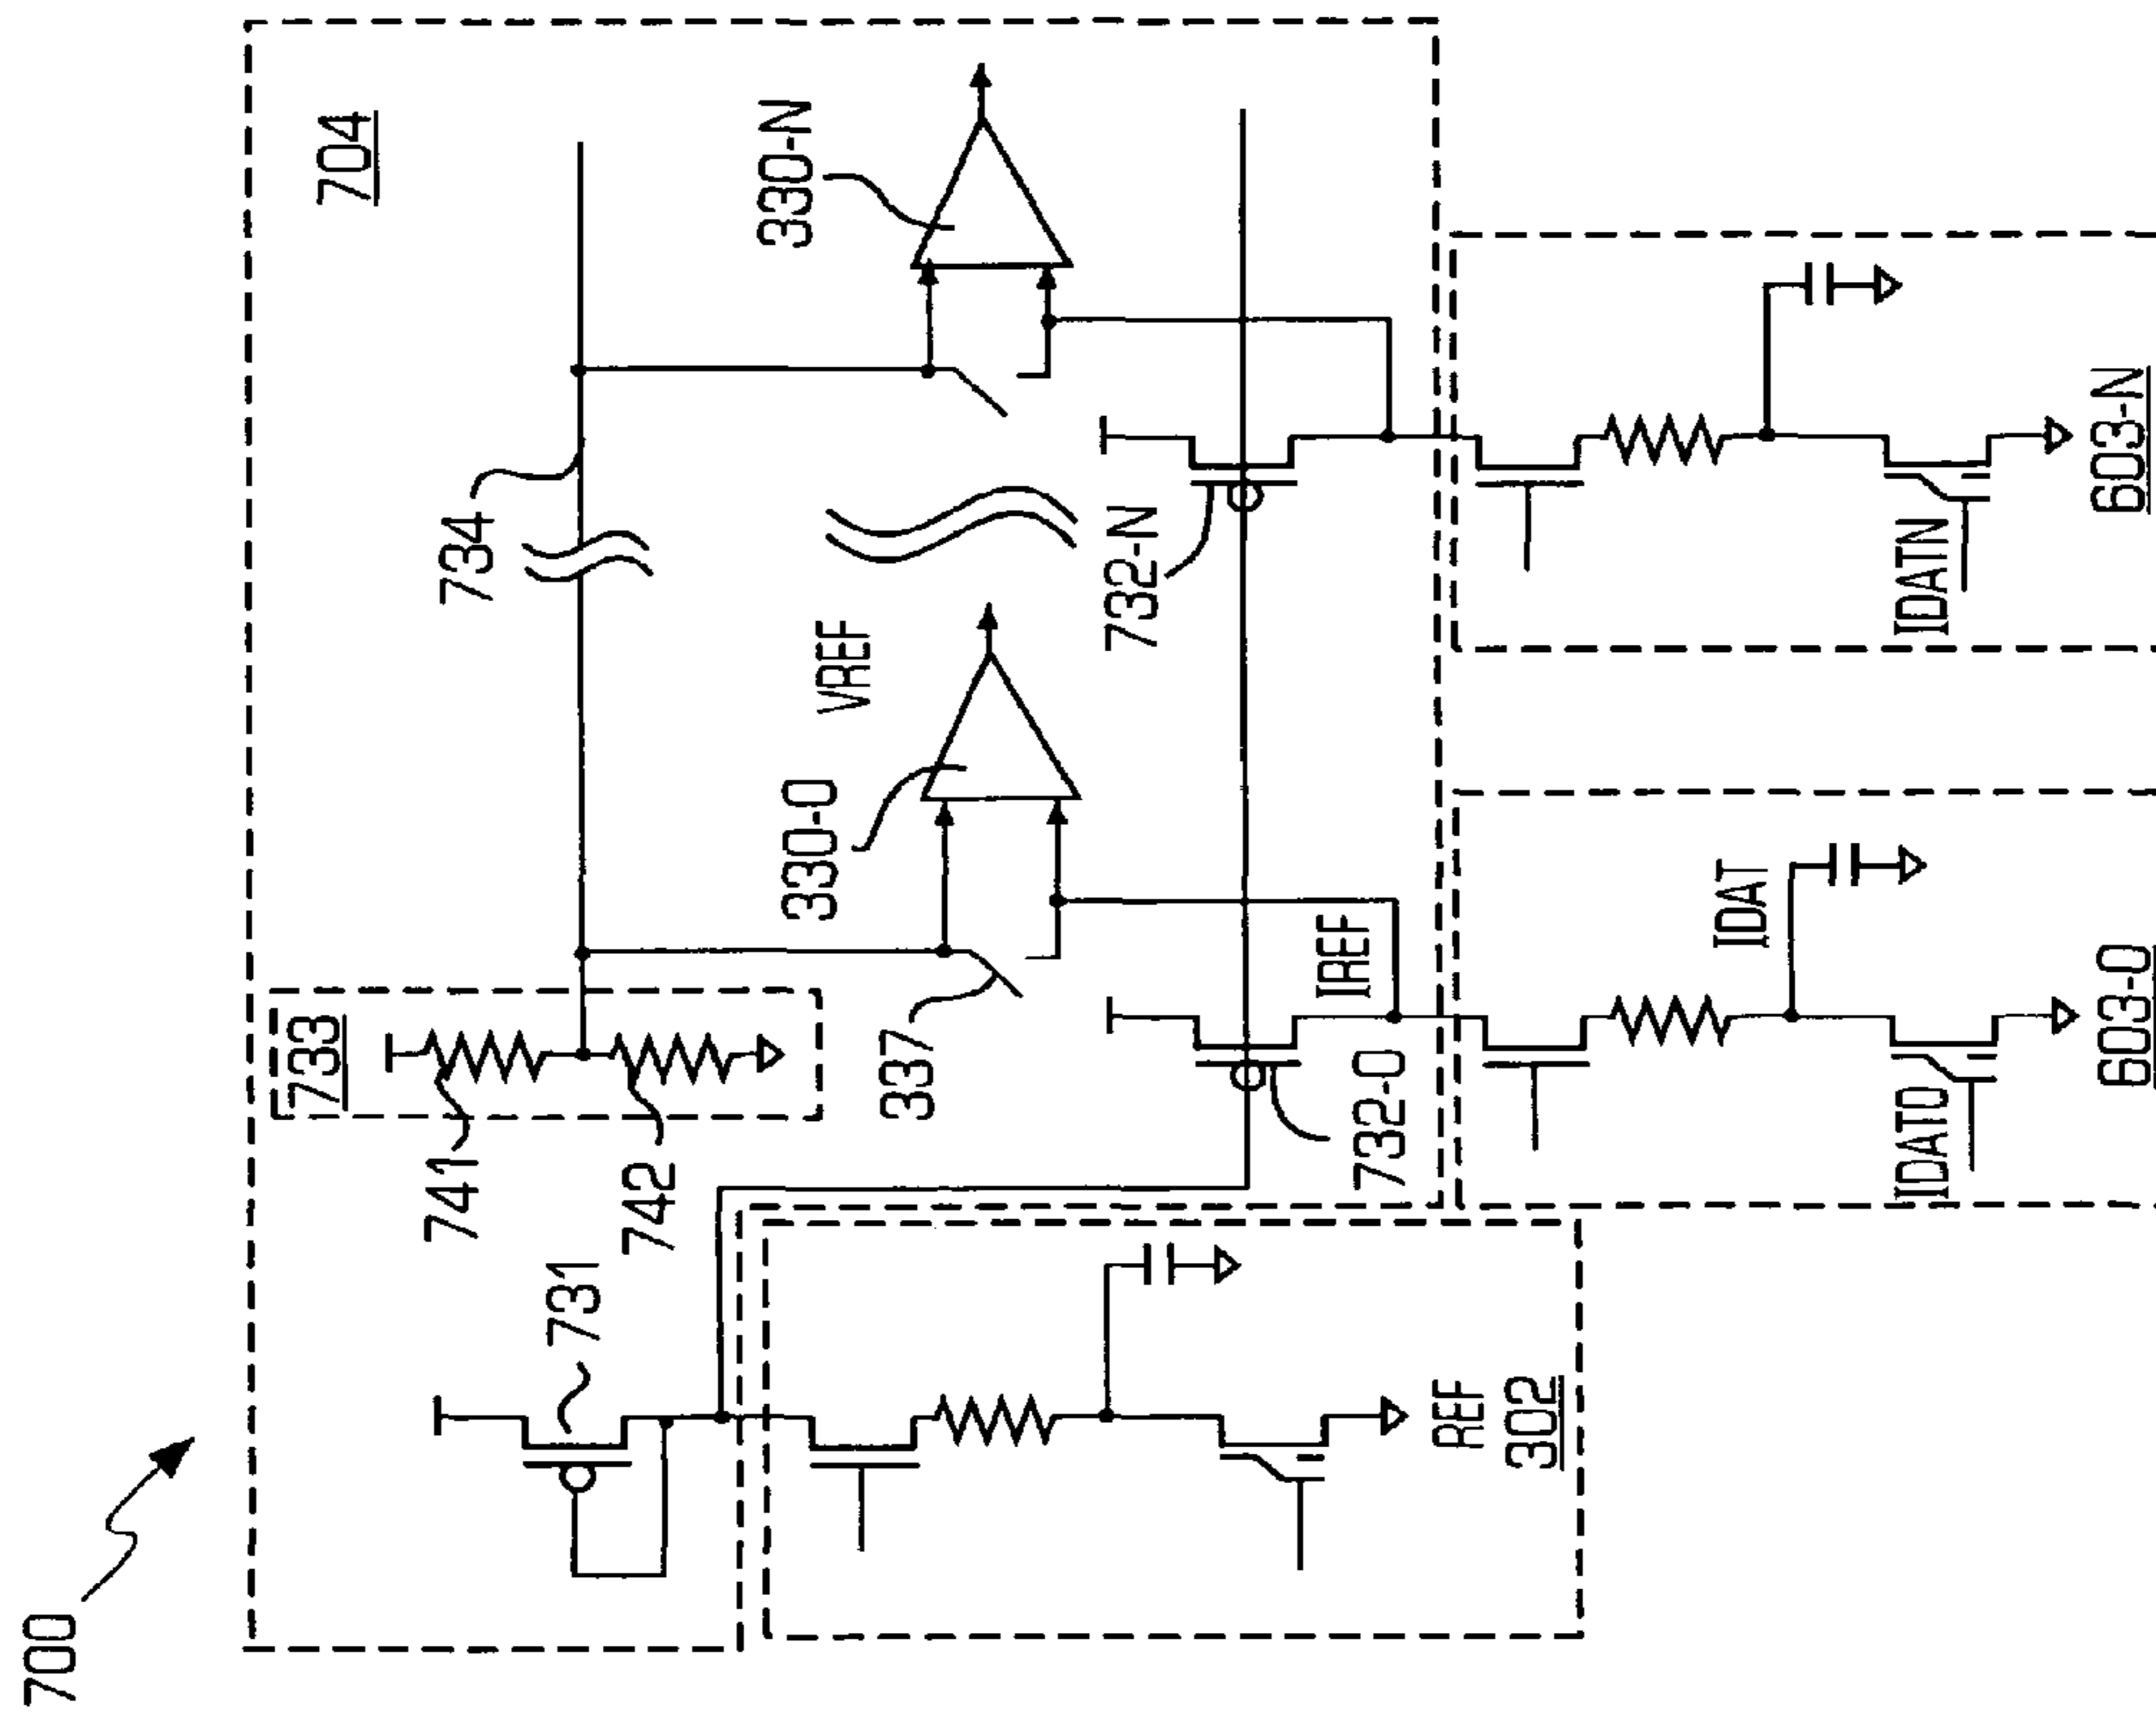 700
733
704
741
734
731
742
330-N
330-0
VREF
337
732-N
IREF
732-0
REF
302
IDAT
IDAT0
IDATN
603-0
603-N